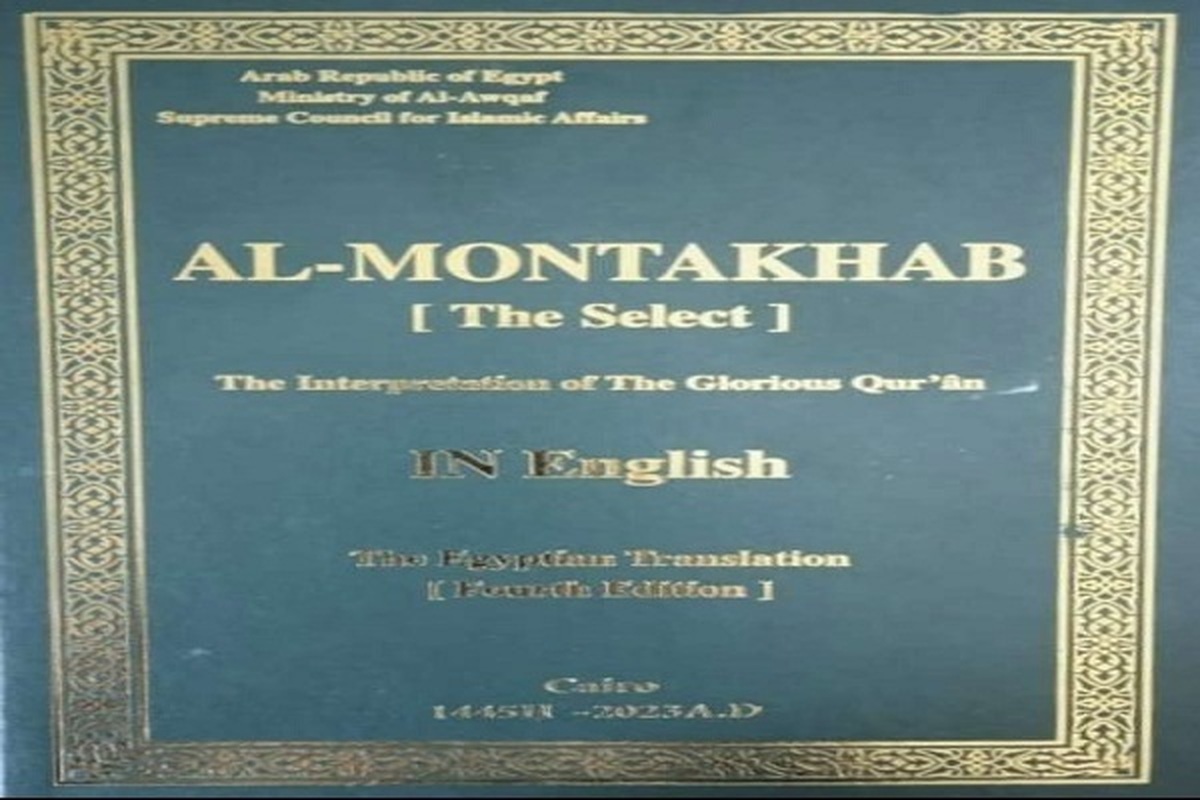 Arab Republic of Egypt
Ministry of Al-Awqaf
Supreme Council for Islamic Affairs
AL-MONTAKHAB
[ The Select ]
The Interpretation of The Glorious Qur'ân
IN English
The Egyptian Translation
[ Fourth Edition ]
Cairo
1445H -2023A.D